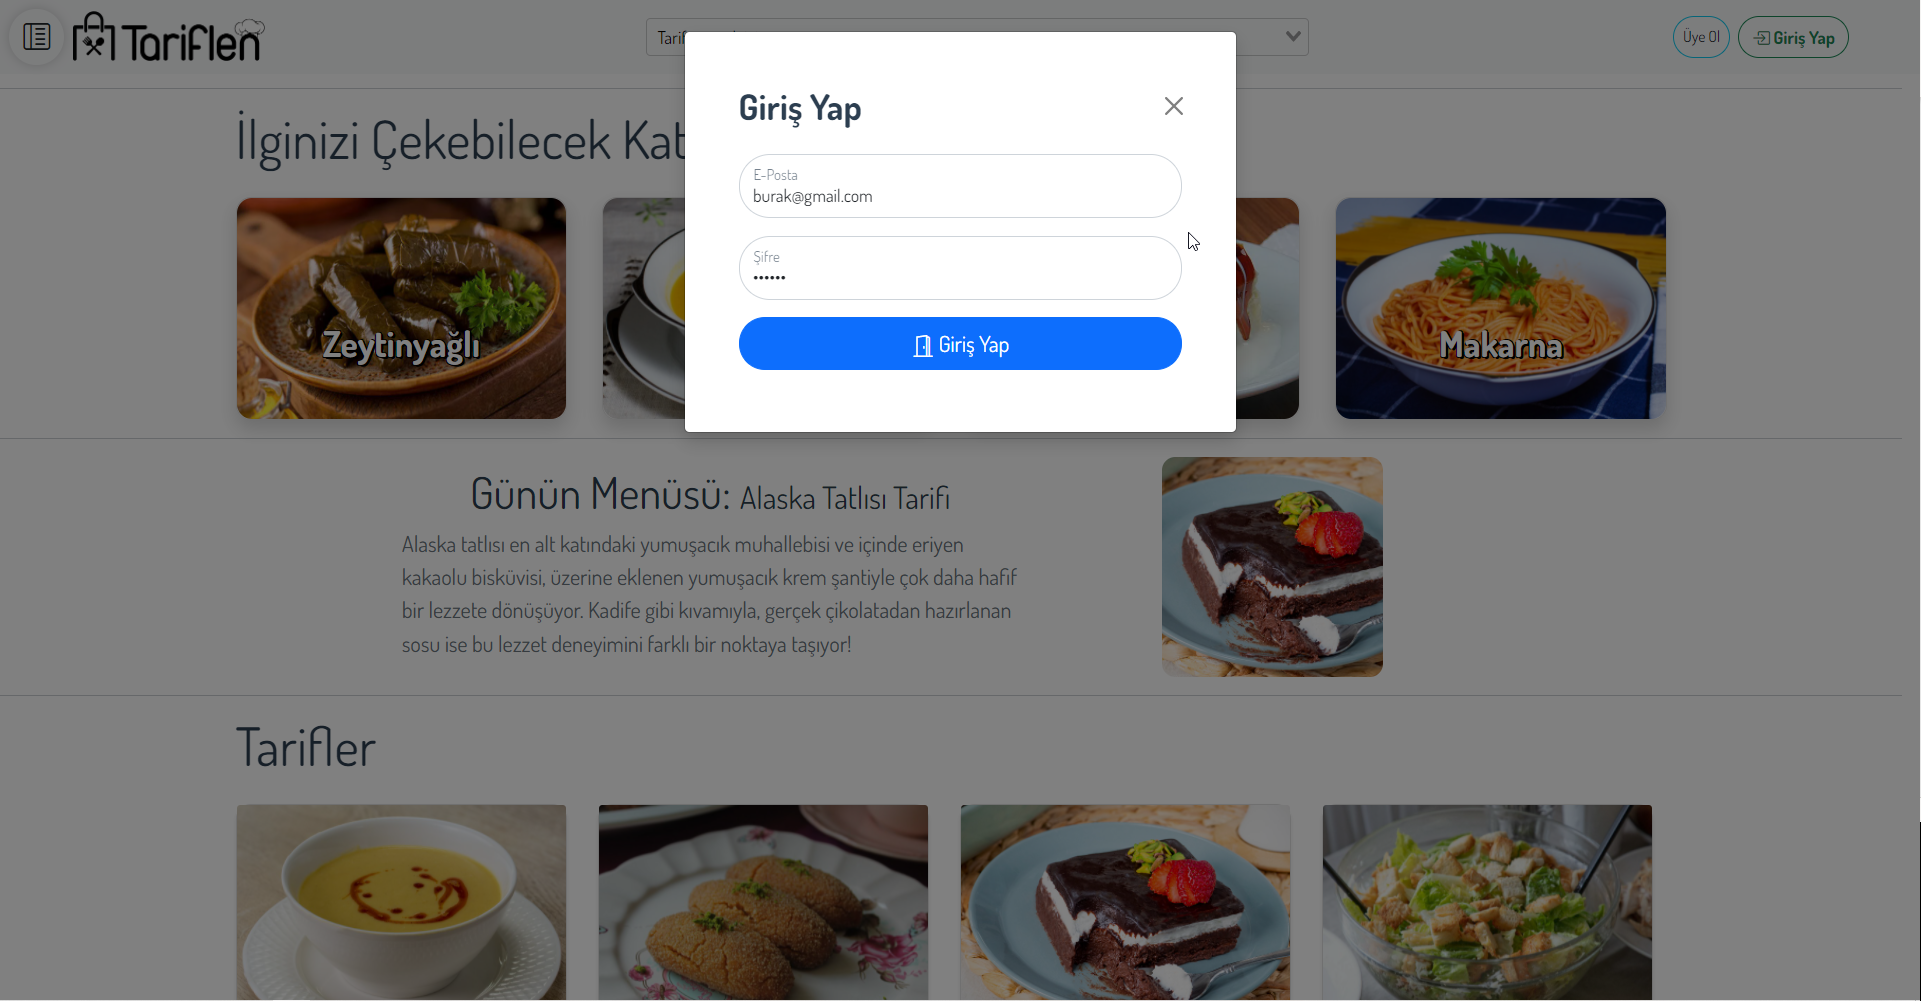 Tariflen
Üye Ol
Giriş Yap
Giriş Yap
E-Posta
burak@gmail.com
Şifre
••••••
Giriş Yap
İlginizi Çekebilecek
Zeytinyağlı
Makarna
Günün Menüsü: Alaska Tatlısı Tarifi
Alaska tatlısı en alt katındaki yumuşacık muhallebisi ve içinde eriyen
kakaolu bisküvisi, üzerine eklenen yumuşacık krem şantiyle çok daha hafif
bir lezzete dönüşüyor. Kadife gibi kıvamıyla, gerçek çikolatadan hazırlanan
sosu ise bu lezzet deneyimini farklı bir noktaya taşıyor!
Tarifler